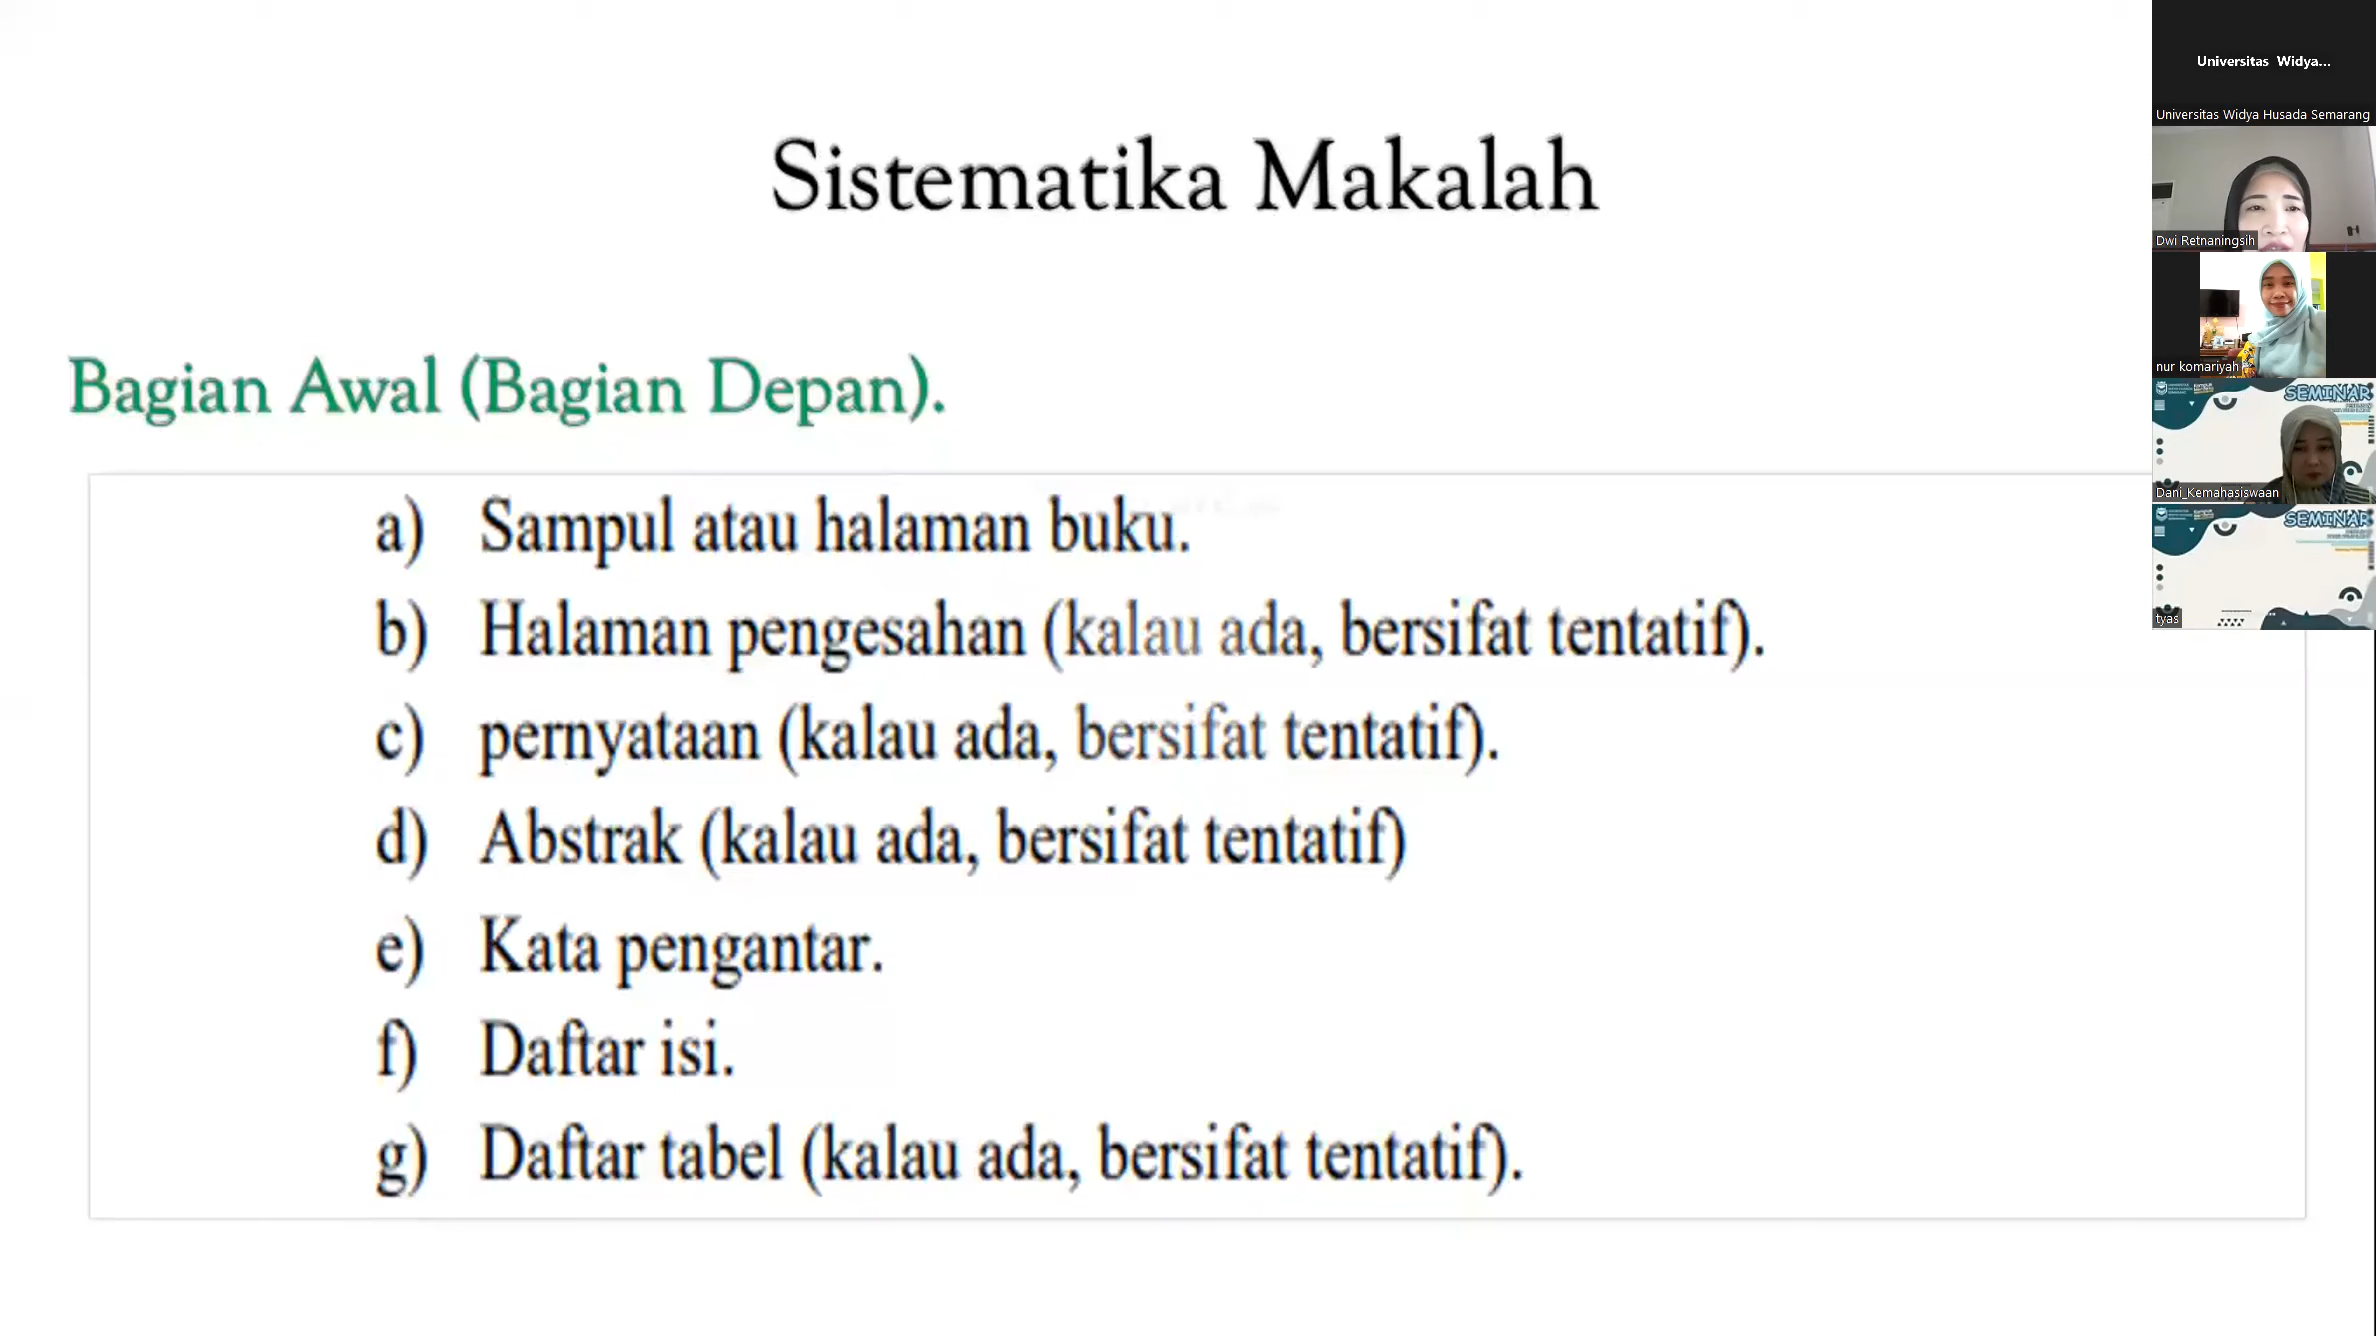 Sistematika Makalah
Bagian Awal (Bagian Depan).
a) Sampul atau halaman buku.
b) Halaman pengesahan (kalau ada, bersifat tentatif).
c) pernyataan (kalau ada, bersifat tentatif).
d) Abstrak (kalau ada, bersifat tentatif)
e) Kata pengantar.
f) Daftar isi.
g) Daftar tabel (kalau ada, bersifat tentatif).
Universitas Widya...
Universitas Widya Husada Semarang
Dwi Retnaningsih
nur komariyah
SEMINAR
Dani_Kemahasiswaan
SEMINAR
tyas